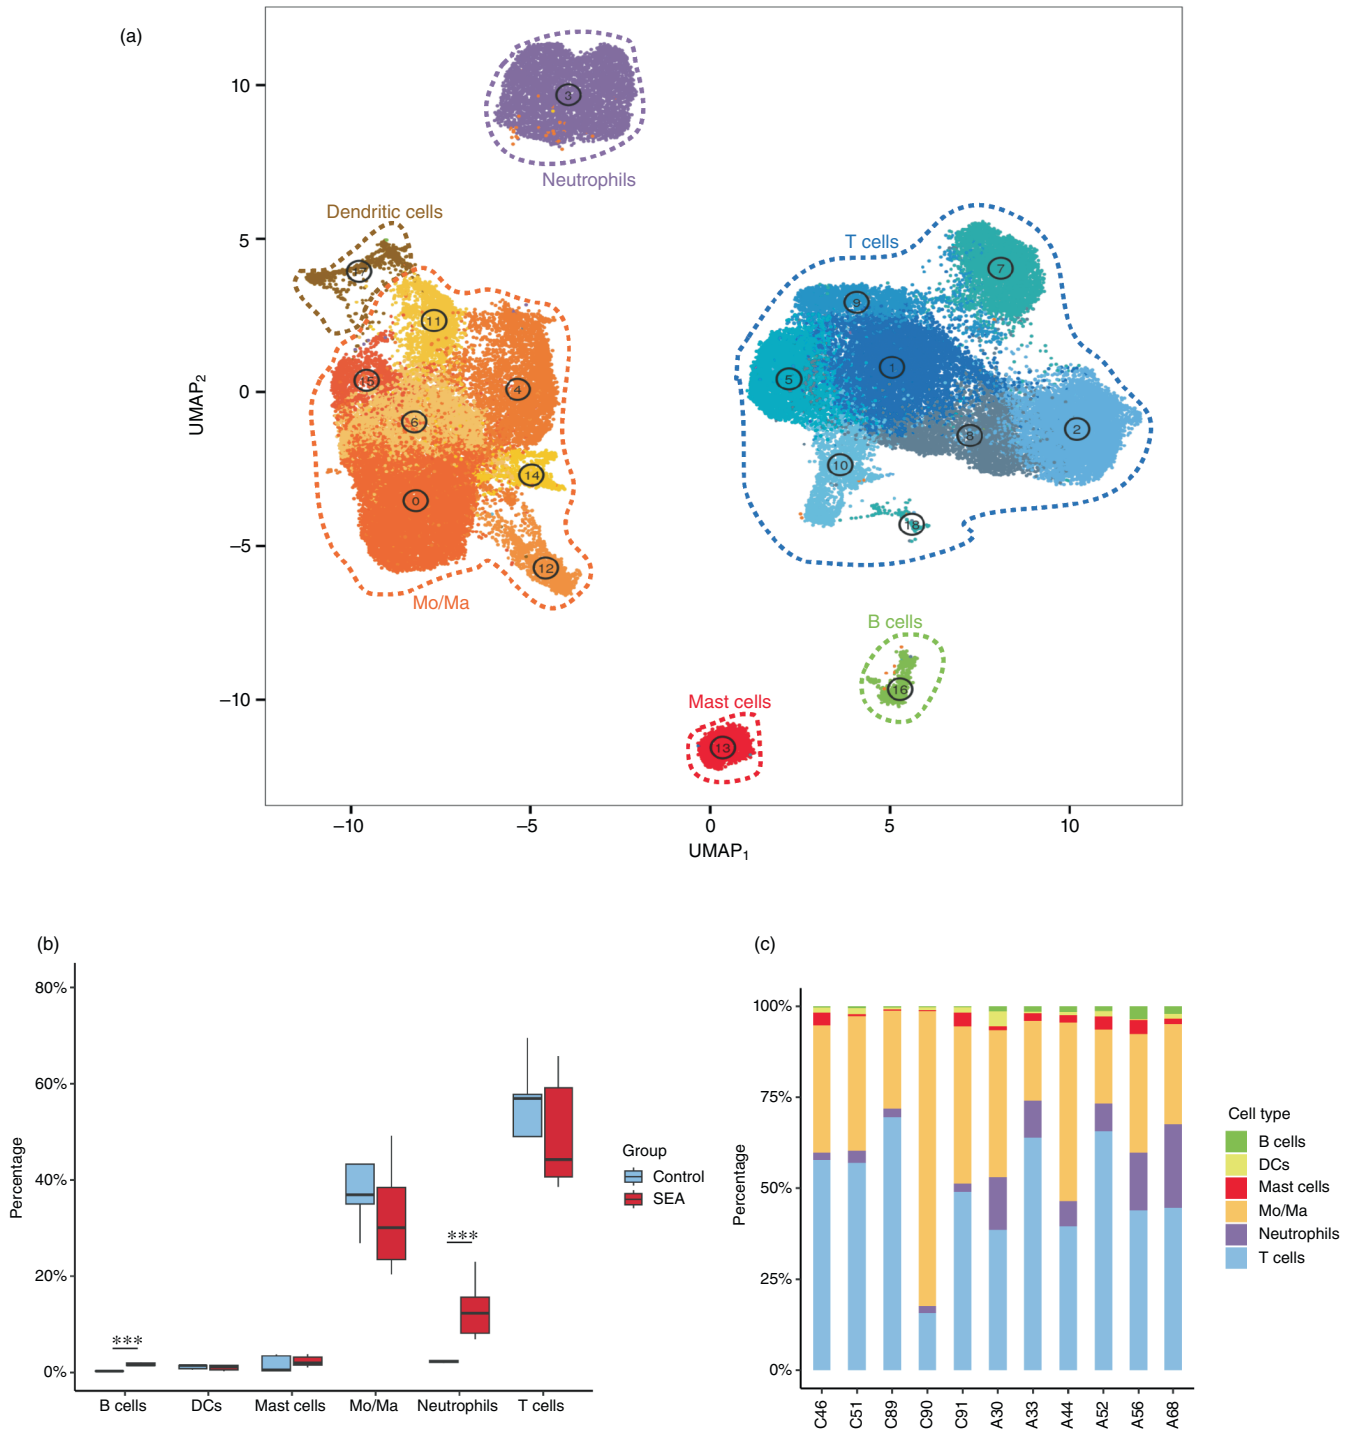 (a)
10
5
0
−5
−10
UMAP2
3
Neutrophils
Dendritic cells
17
11
15
4
6
14
0
12
Mo/Ma
T cells
7
9
1
5
2
8
10
18
B cells
16
Mast cells
13
−10
−5
0
5
10
UMAP1
(b)
80%
60%
40%
20%
0%
Percentage
***
***
B cells
DCs
Mast cells
Mo/Ma
Neutrophils
T cells
Group
Control
SEA
(c)
100%
75%
50%
25%
0%
Percentage
C46
C51
C89
C90
C91
A30
A33
A44
A52
A56
A68
Cell type
B cells
DCs
Mast cells
Mo/Ma
Neutrophils
T cells